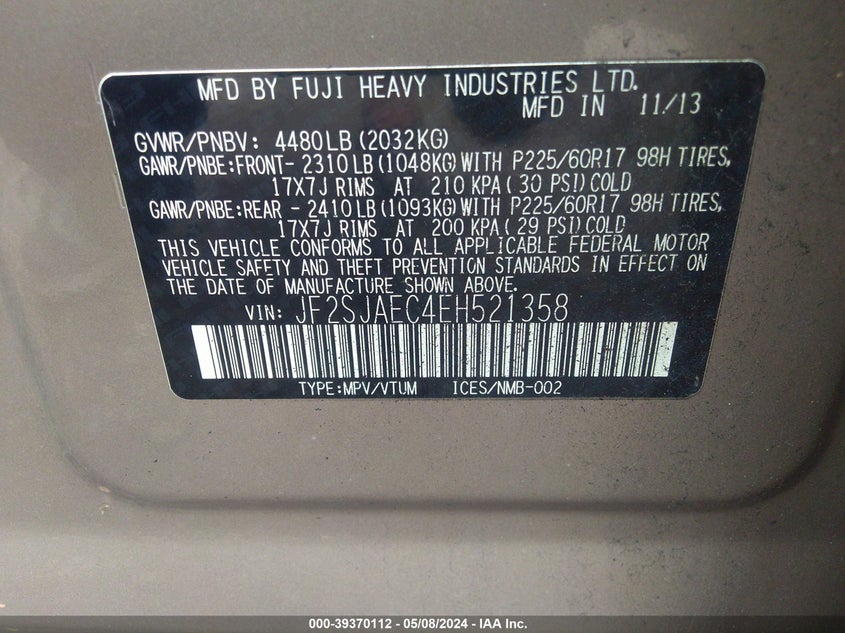 MFD BY FUJI HEAVY INDUSTRIES LTD.
MFD IN 11/13
GVWR/PNBV: 4480LB(2032KG)
GAWR/PNBE:FRONT-2310LB(1048KG)WITH P225/60R17 98H TIRES,
17X7J RIMS AT 210 KPA(30 PSI)COLD
GAWR/PNBE:REAR -2410LB(1093KG)WITH P225/60R17 98H TIRES,
17X7J RIMS AT 200 KPA(29 PSI)COLD
THIS VEHICLE CONFORMS TO ALL APPLICABLE FEDERAL MOTOR
VEHICLE SAFETY AND THEFT PREVENTION STANDARDS IN EFFECT ON
THE DATE OF MANUFACTURE SHOWN ABOVE.
VIN: JF2SJAEC4EH521358
TYPE:MPV/VTUM ICES/NMB-002
000-39370112 - 05/08/2024 - IAA Inc.